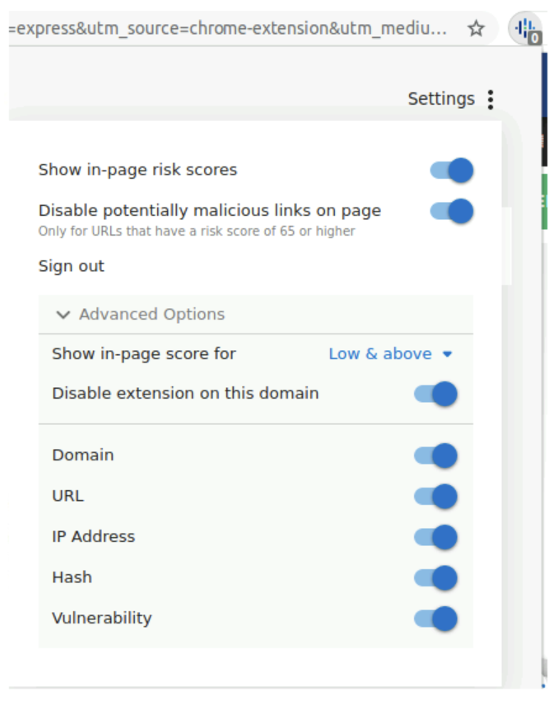 =express&utm_source=chrome-extension&utm_mediu...
0
Settings
Show in-page risk scores
Disable potentially malicious links on page
Only for URLs that have a risk score of 65 or higher
Sign out
Advanced Options
Show in-page score for Low & above
Disable extension on this domain
Domain
URL
IP Address
Hash
Vulnerability